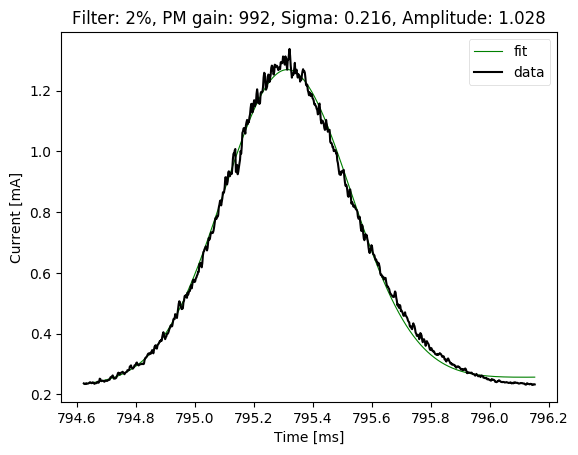 Filter: 2%, PM gain: 992, Sigma: 0.216, Amplitude: 1.028
fit
data
1.2
1.0
0.8
0.6
0.4
0.2
Current [mA]
794.6 794.8 795.0 795.2 795.4 795.6 795.8 796.0 796.2
Time [ms]